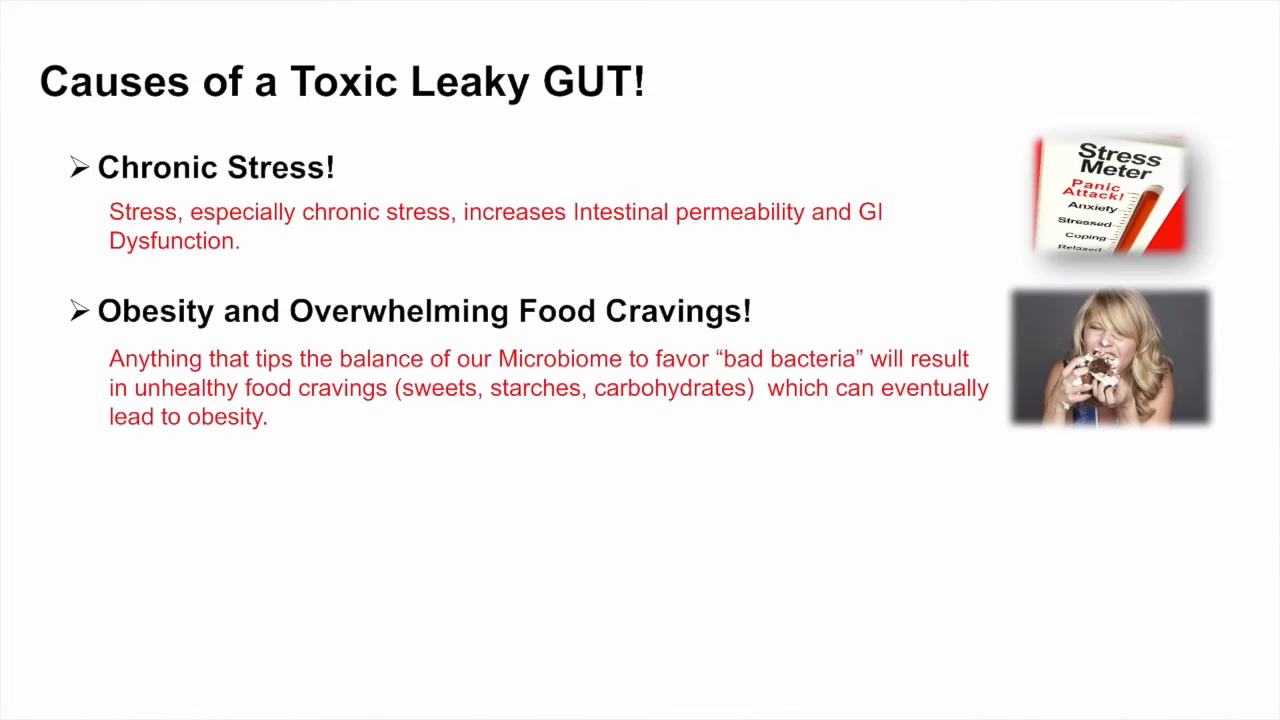 Causes of a Toxic Leaky GUT!
Chronic Stress!
Stress, especially chronic stress, increases Intestinal permeability and GI
Dysfunction.
Stress
Meter
Panic
Attack!
Anxiety
Stressed
Coping
Relaxed
Obesity and Overwhelming Food Cravings!
Anything that tips the balance of our Microbiome to favor “bad bacteria” will result
in unhealthy food cravings (sweets, starches, carbohydrates)  which can eventually
lead to obesity.